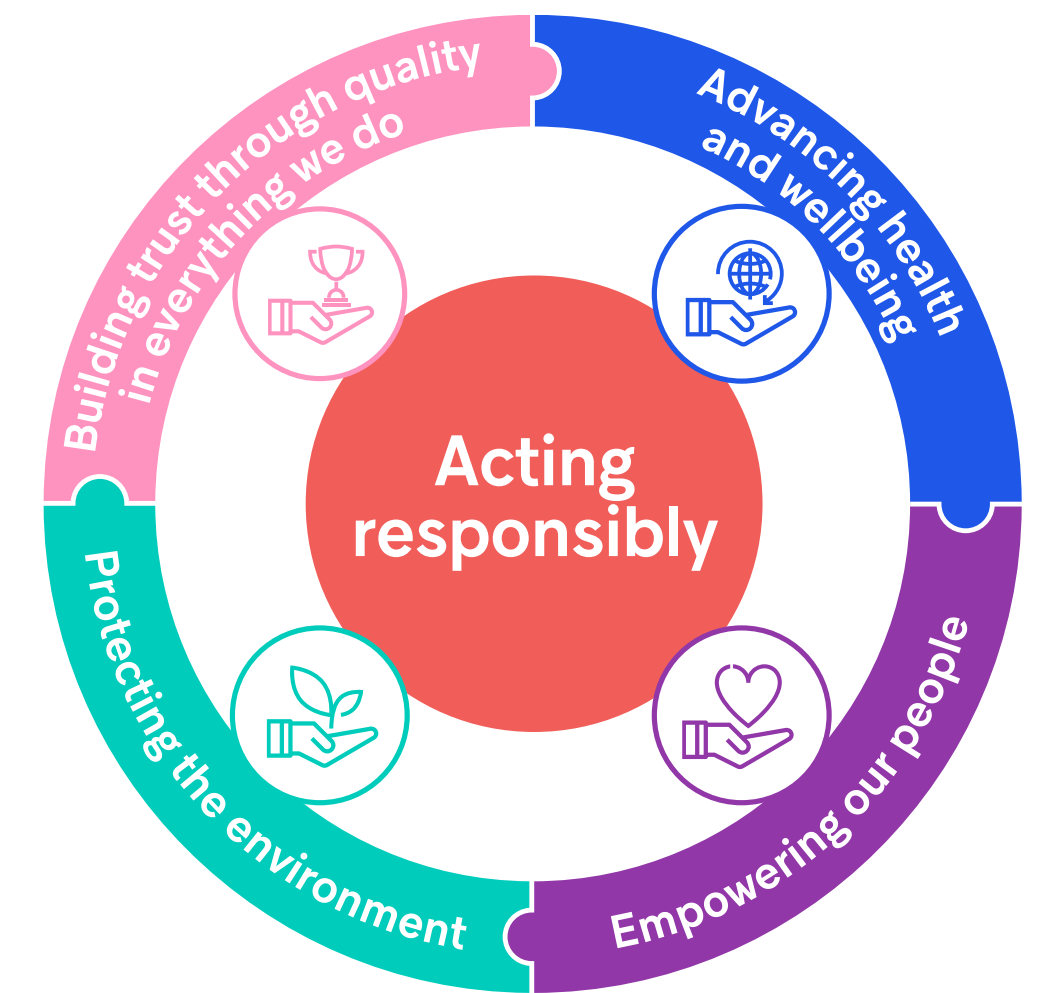 Building trust through quality
in everything we do
Advancing health
and wellbeing
Acting
responsibly
Protecting the environment
Empowering our people